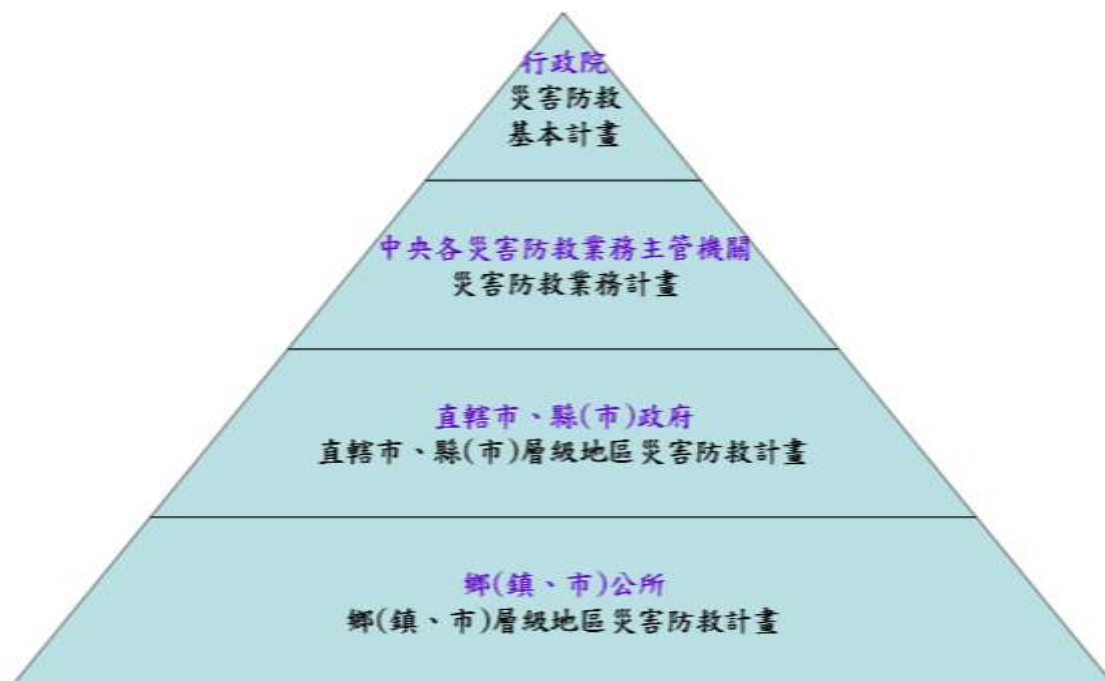 行政院
災害防救
基本計畫
中央各災害防救業務主管機關
災害防救業務計畫
直轄市、縣(市)政府
直轄市、縣(市)層級地區災害防救計畫
鄉(鎮、市)公所
鄉(鎮、市)層級地區災害防救計畫